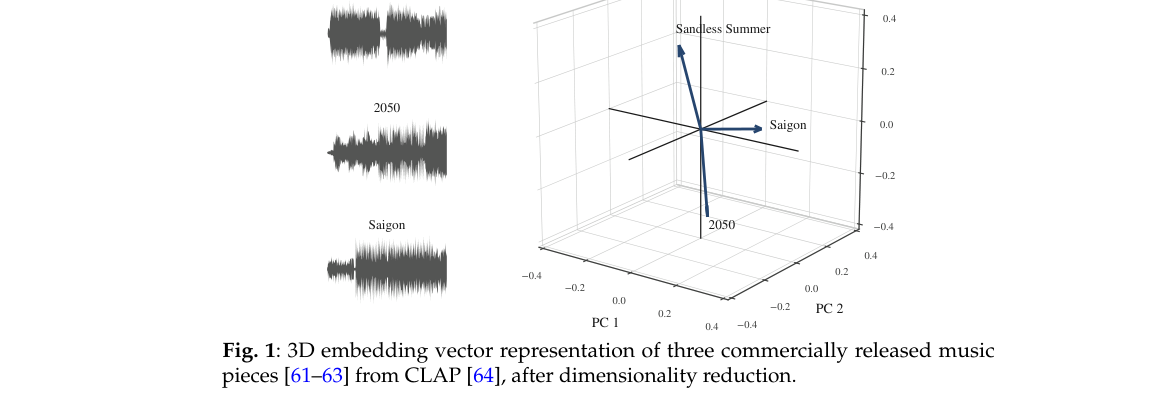 2050
Saigon
Sandless Summer
Saigon
2050
0.4
0.2
0.0
−0.2
−0.4
−0.4
−0.2
0.0
0.2
0.4
PC 1
−0.4
−0.2
0.0
0.2
0.4
PC 2
Fig. 1: 3D embedding vector representation of three commercially released music
pieces [61–63] from CLAP [64], after dimensionality reduction.